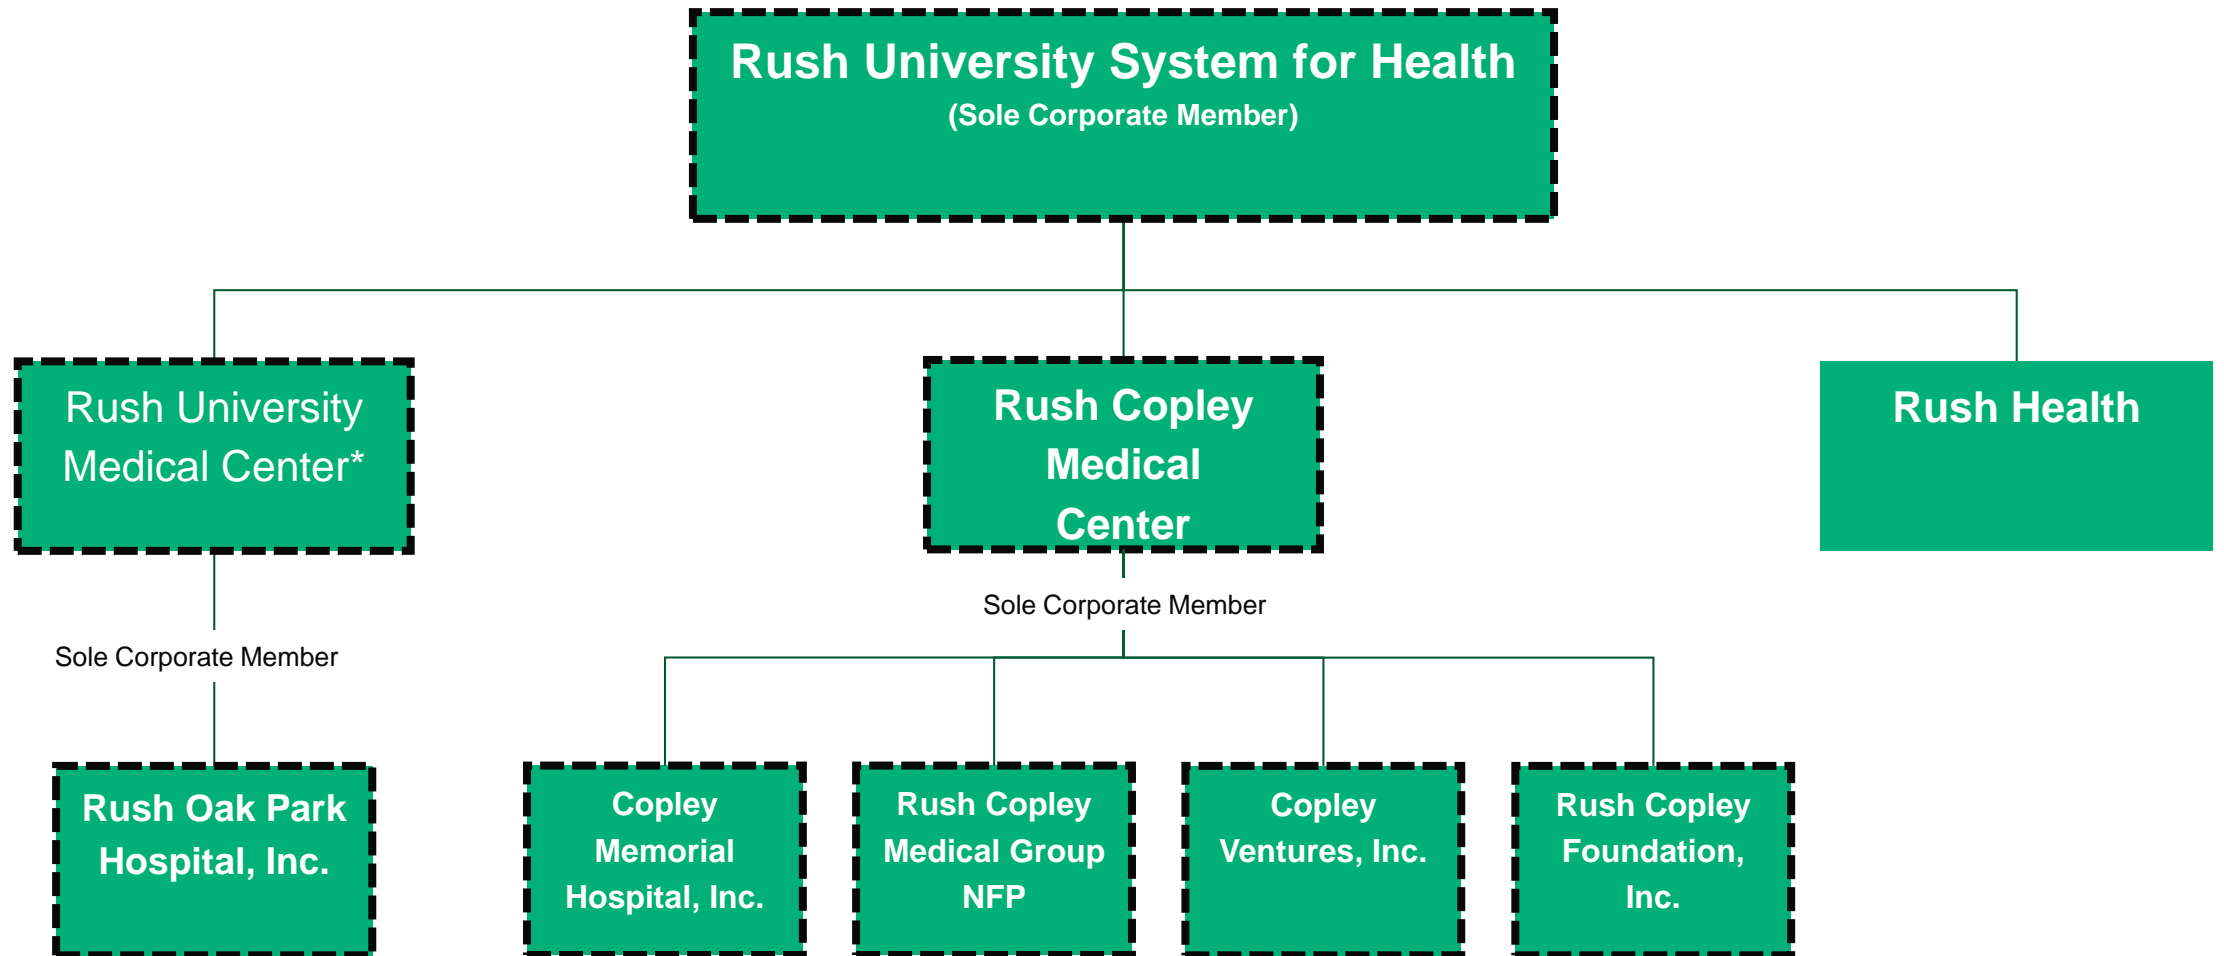 Rush University System for Health
(Sole Corporate Member)
Rush University
Medical Center*
Rush Copley
Medical
Center
Rush Health
Sole Corporate Member
Sole Corporate Member
Rush Oak Park
Hospital, Inc.
Copley
Memorial
Hospital, Inc.
Rush Copley
Medical Group
NFP
Copley
Ventures, Inc.
Rush Copley
Foundation,
Inc.